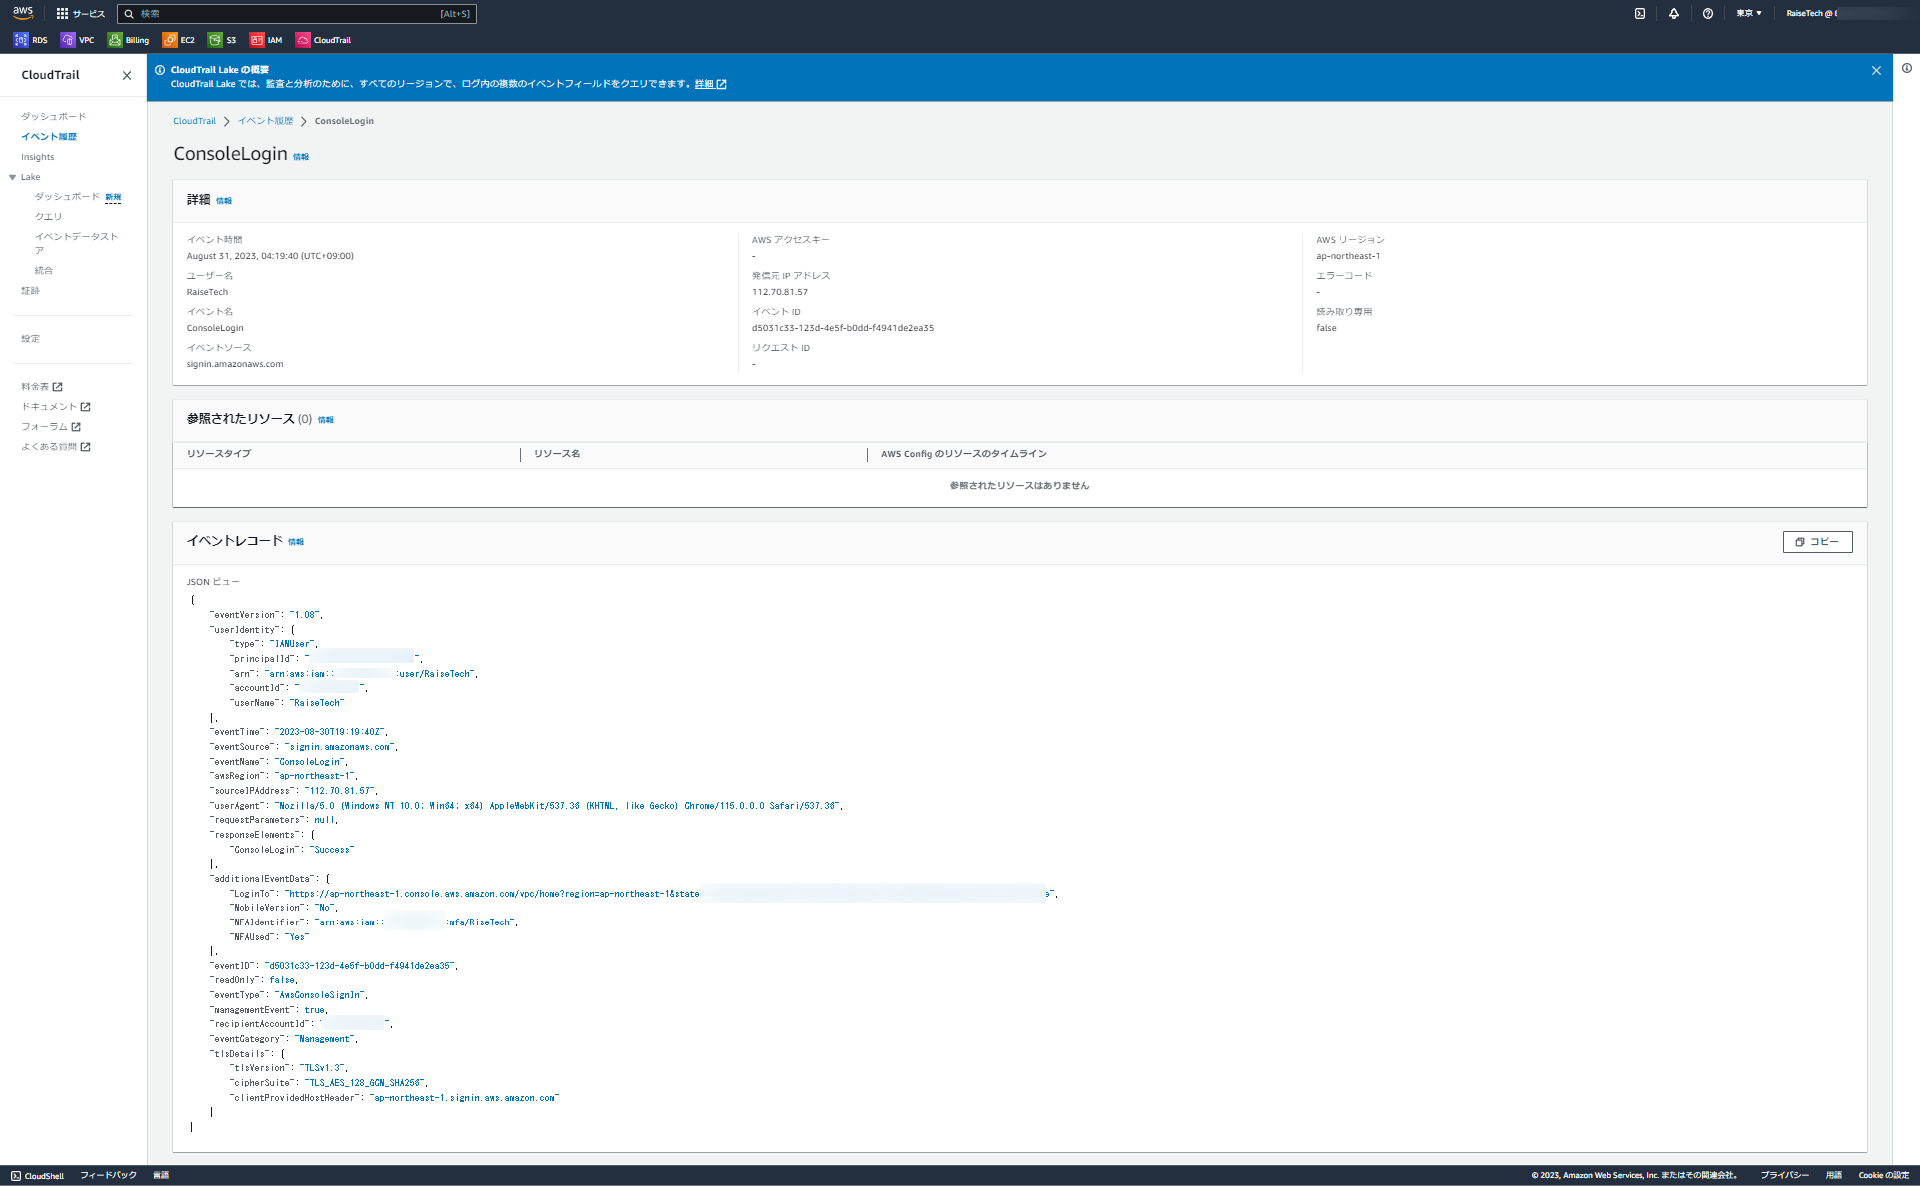 aws サービス 検索 [Alt+S] 東京 ▼ RaiseTech @
RDS VPC Billing EC2 S3 IAM CloudTrail
CloudTrail
ダッシュボード
イベント履歴
Insights
Lake
ダッシュボード 新規
クエリ
イベントデータスト
ア
統合
証跡
設定
料金表
ドキュメント
フォーラム
よくある質問
CloudTrail Lake の概要
CloudTrail Lake では、監査と分析のために、すべてのリージョンで、ログ内の複数のイベントフィールドをクエリできます。詳細
CloudTrail > イベント履歴 > ConsoleLogin
ConsoleLogin 情報
詳細 情報
イベント時間
August 31, 2023, 04:19:40 (UTC+09:00)
ユーザー名
RaiseTech
イベント名
ConsoleLogin
イベントソース
signin.amazonaws.com
AWS アクセスキー
-
発信元 IP アドレス
112.70.81.57
イベント ID
d5031c33-123d-4e5f-b0dd-f4941de2ea35
リクエスト ID
-
AWS リージョン
ap-northeast-1
エラーコード
-
読み取り専用
false
参照されたリソース (0) 情報
リソースタイプ リソース名 AWS Config のリソースのタイムライン
参照されたリソースはありません
イベントレコード 情報 コピー
JSON ビュー
{
"eventVersion": "1.08",
"userIdentity": {
"type": "IAMUser",
"principalId": "",
"arn": "arn:aws:iam:: :user/RaiseTech",
"accountId": "",
"userName": "RaiseTech"
},
"eventTime": "2023-08-30T19:19:40Z",
"eventSource": "signin.amazonaws.com",
"eventName": "ConsoleLogin",
"awsRegion": "ap-northeast-1",
"sourceIPAddress": "112.70.81.57",
"userAgent": "Mozilla/5.0 (Windows NT 10.0; Win64; x64) AppleWebKit/537.36 (KHTML, like Gecko) Chrome/115.0.0.0 Safari/537.36",
"requestParameters": null,
"responseElements": {
"ConsoleLogin": "Success"
},
"additionalEventData": {
"LoginTo": "https://ap-northeast-1.console.aws.amazon.com/vpc/home?region=ap-northeast-1&state e",
"MobileVersion": "No",
"MFAIdentifier": "arn:aws:iam:: :mfa/RiseTech",
"MFAUsed": "Yes"
},
"eventID": "d5031c33-123d-4e5f-b0dd-f4941de2ea35",
"readOnly": false,
"eventType": "AwsConsoleSignIn",
"managementEvent": true,
"recipientAccountId": "",
"eventCategory": "Management",
"tlsDetails": {
"tlsVersion": "TLSv1.3",
"cipherSuite": "TLS_AES_128_GCM_SHA256",
"clientProvidedHostHeader": "ap-northeast-1.signin.aws.amazon.com"
}
}
CloudShell フィードバック 言語 © 2023, Amazon Web Services, Inc. またはその関連会社。 プライバシー 用語 Cookie の設定